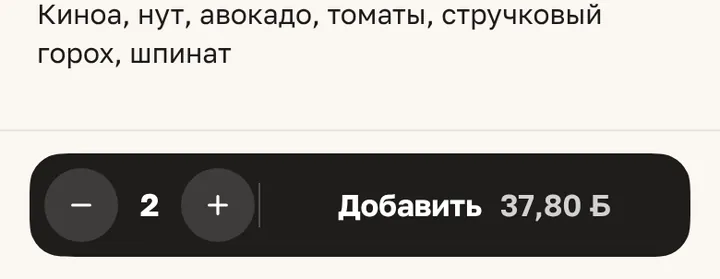 Киноа, нут, авокадо, томаты, стручковый
горох, шпинат
− 2 + Добавить 37,80 Б